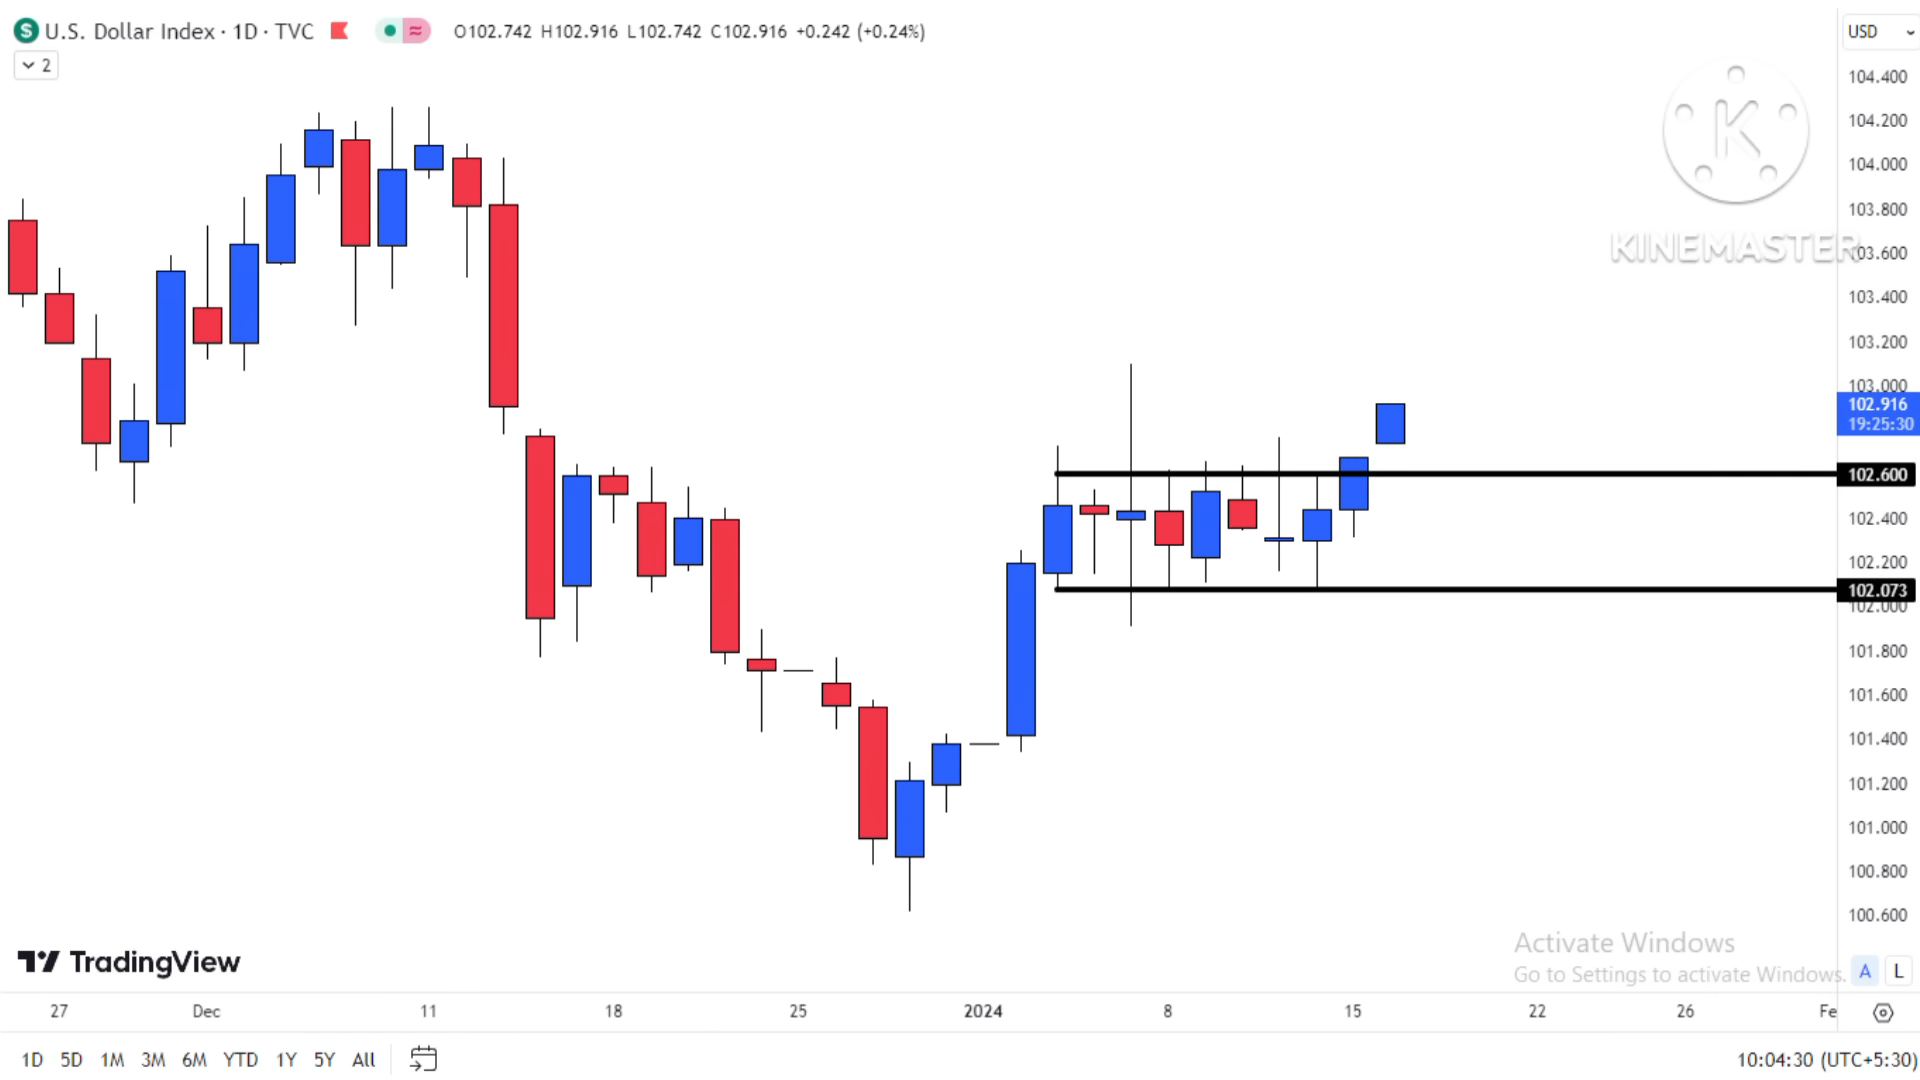 U.S. Dollar Index · 1D · TVC O102.742 H102.916 L102.742 C102.916 +0.242 (+0.24%)
2
USD
104.400
104.200
104.000
103.800
103.600
103.400
103.200
103.000
102.916
19:25:30
102.600
102.400
102.200
102.073
102.000
101.800
101.600
101.400
101.200
101.000
100.800
100.600
K
KINEMASTER
TradingView
Activate Windows
Go to Settings to activate Windows.
A L
27 Dec 11 18 25 2024 8 15 22 26 Fe
1D 5D 1M 3M 6M YTD 1Y 5Y All
10:04:30 (UTC+5:30)